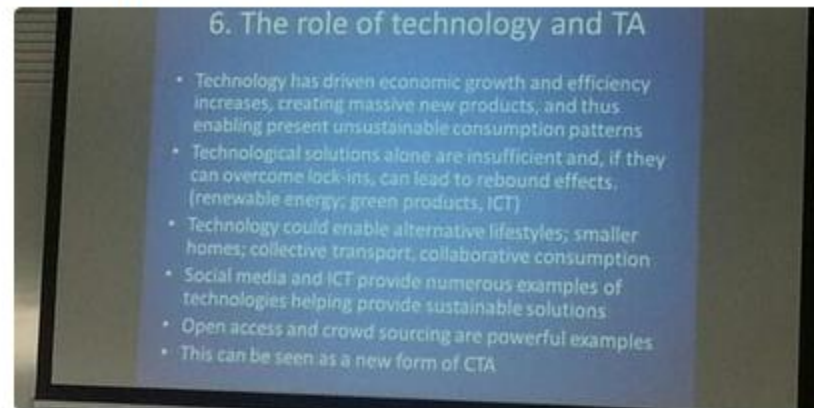 6. The role of technology and TA
• Technology has driven economic growth and efficiency
increases, creating massive new products, and thus
enabling present unsustainable consumption patterns
• Technological solutions alone are insufficient and, if they
can overcome lock-ins, can lead to rebound effects.
(renewable energy; green products, ICT)
• Technology could enable alternative lifestyles; smaller
homes; collective transport, collaborative consumption
• Social media and ICT provide numerous examples of
technologies helping provide sustainable solutions
• Open access and crowd sourcing are powerful examples
• This can be seen as a new form of CTA